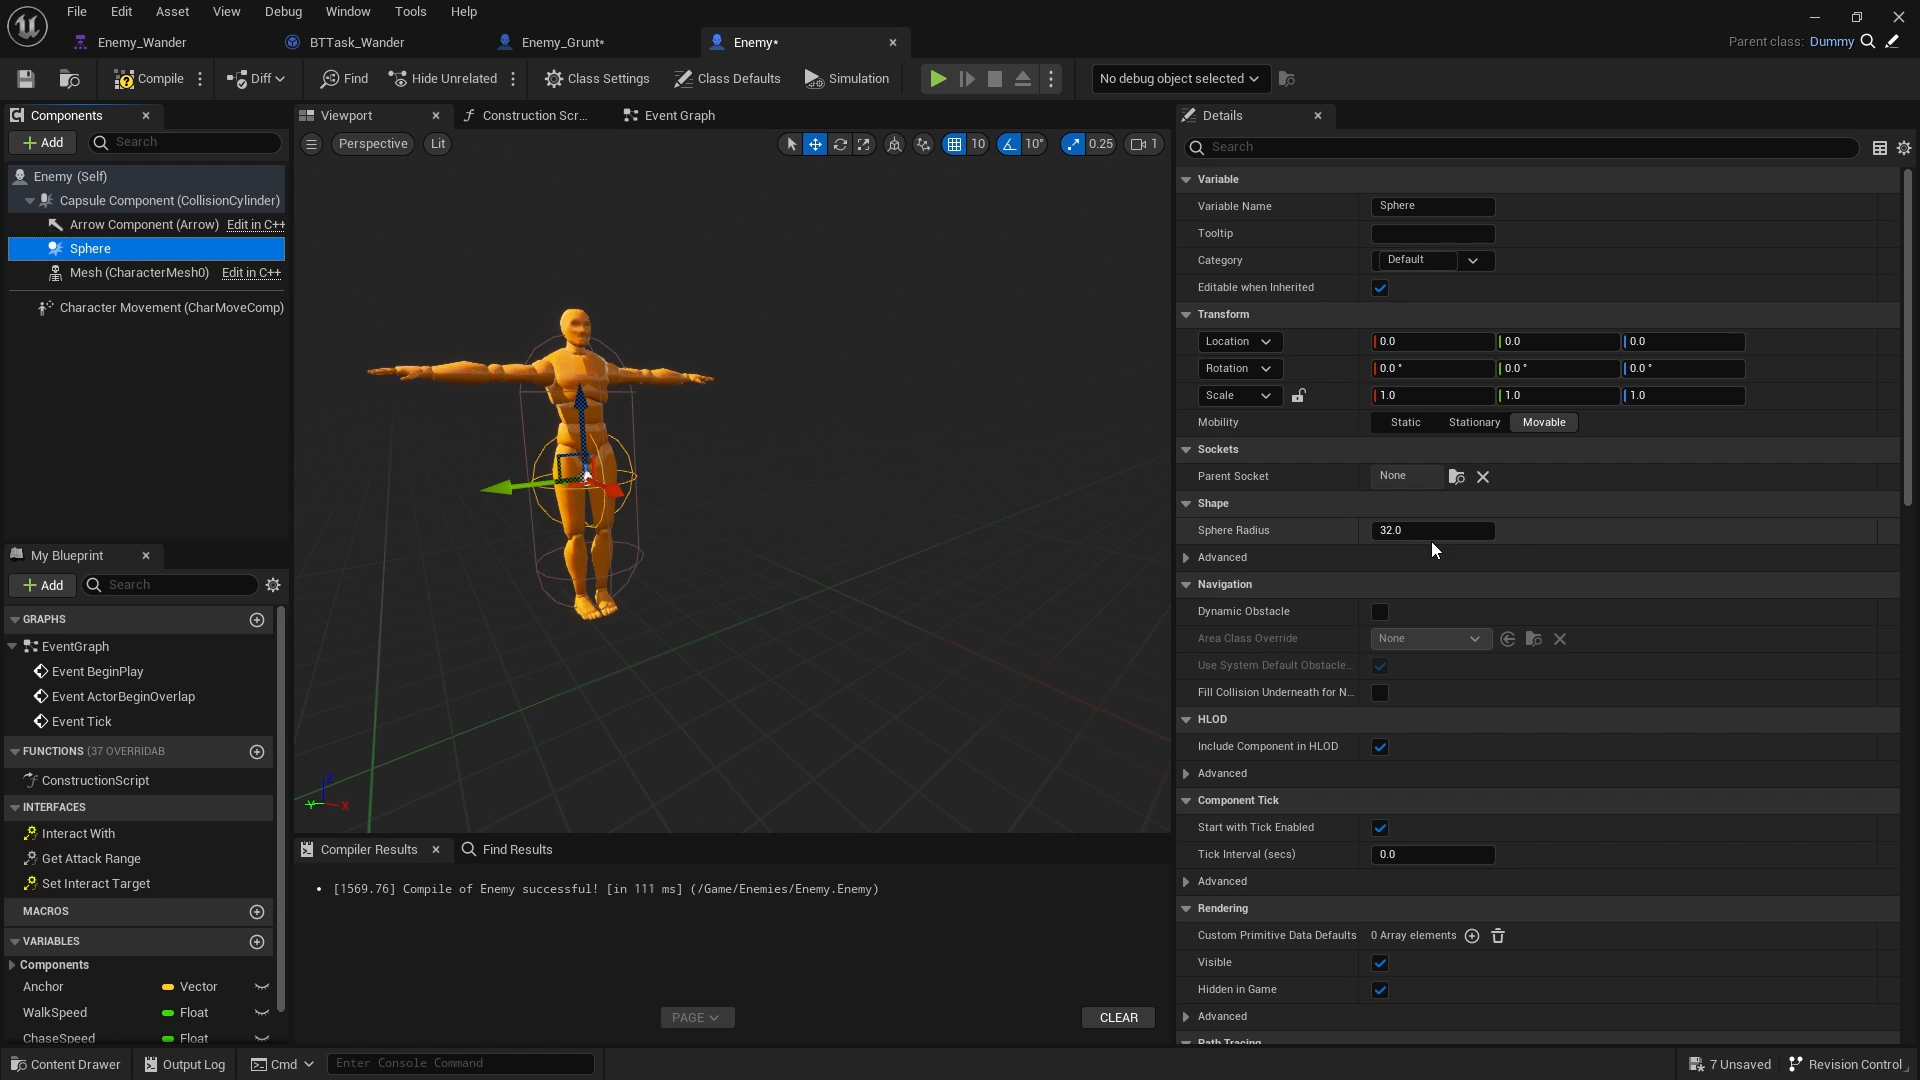 File Edit Asset View Debug Window Tools Help
Enemy_Wander BTTask_Wander Enemy_Grunt* Enemy*
Parent class: Dummy
Compile Diff Find Hide Unrelated Class Settings Class Defaults Simulation No debug object selected
Components
Add Search
Enemy (Self)
Capsule Component (CollisionCylinder)
Arrow Component (Arrow) Edit in C++
Sphere
Mesh (CharacterMesh0) Edit in C++
Character Movement (CharMoveComp)
My Blueprint
Add Search
GRAPHS
EventGraph
Event BeginPlay
Event ActorBeginOverlap
Event Tick
FUNCTIONS (37 OVERRIDAB
ConstructionScript
INTERFACES
Interact With
Get Attack Range
Set Interact Target
MACROS
VARIABLES
Components
Anchor Vector
WalkSpeed Float
ChaseSpeed Float
Viewport Construction Scr... Event Graph
Perspective Lit 10 10° 0.25 1
Z
Y X
Compiler Results Find Results
• [1569.76] Compile of Enemy successful! [in 111 ms] (/Game/Enemies/Enemy.Enemy)
PAGE CLEAR
Details
Search
Variable
Variable Name Sphere
Tooltip
Category Default
Editable when Inherited
Transform
Location 0.0 0.0 0.0
Rotation 0.0 ° 0.0 ° 0.0 °
Scale 1.0 1.0 1.0
Mobility Static Stationary Movable
Sockets
Parent Socket None
Shape
Sphere Radius 32.0
Advanced
Navigation
Dynamic Obstacle
Area Class Override None
Use System Default Obstacle...
Fill Collision Underneath for N...
HLOD
Include Component in HLOD
Advanced
Component Tick
Start with Tick Enabled
Tick Interval (secs) 0.0
Advanced
Rendering
Custom Primitive Data Defaults 0 Array elements
Visible
Hidden in Game
Advanced
Path Tracing
Content Drawer Output Log Cmd Enter Console Command 7 Unsaved Revision Control